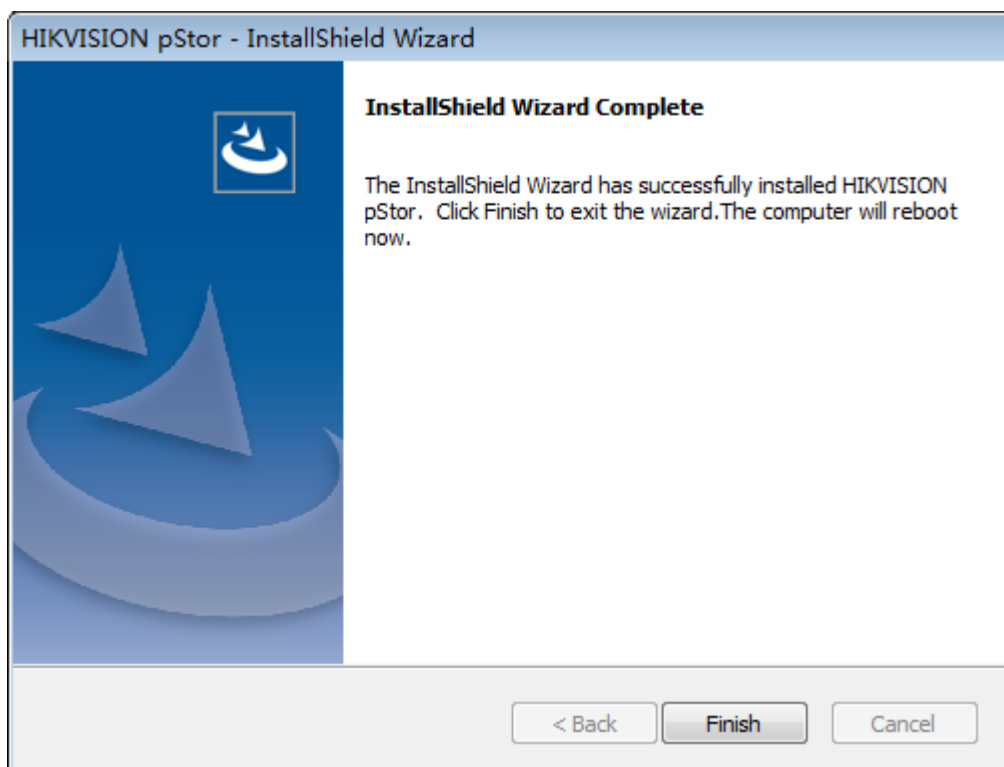 HIKVISION pStor - InstallShield Wizard
InstallShield Wizard Complete
The InstallShield Wizard has successfully installed HIKVISION
pStor.  Click Finish to exit the wizard.The computer will reboot
now.
< Back
Finish
Cancel